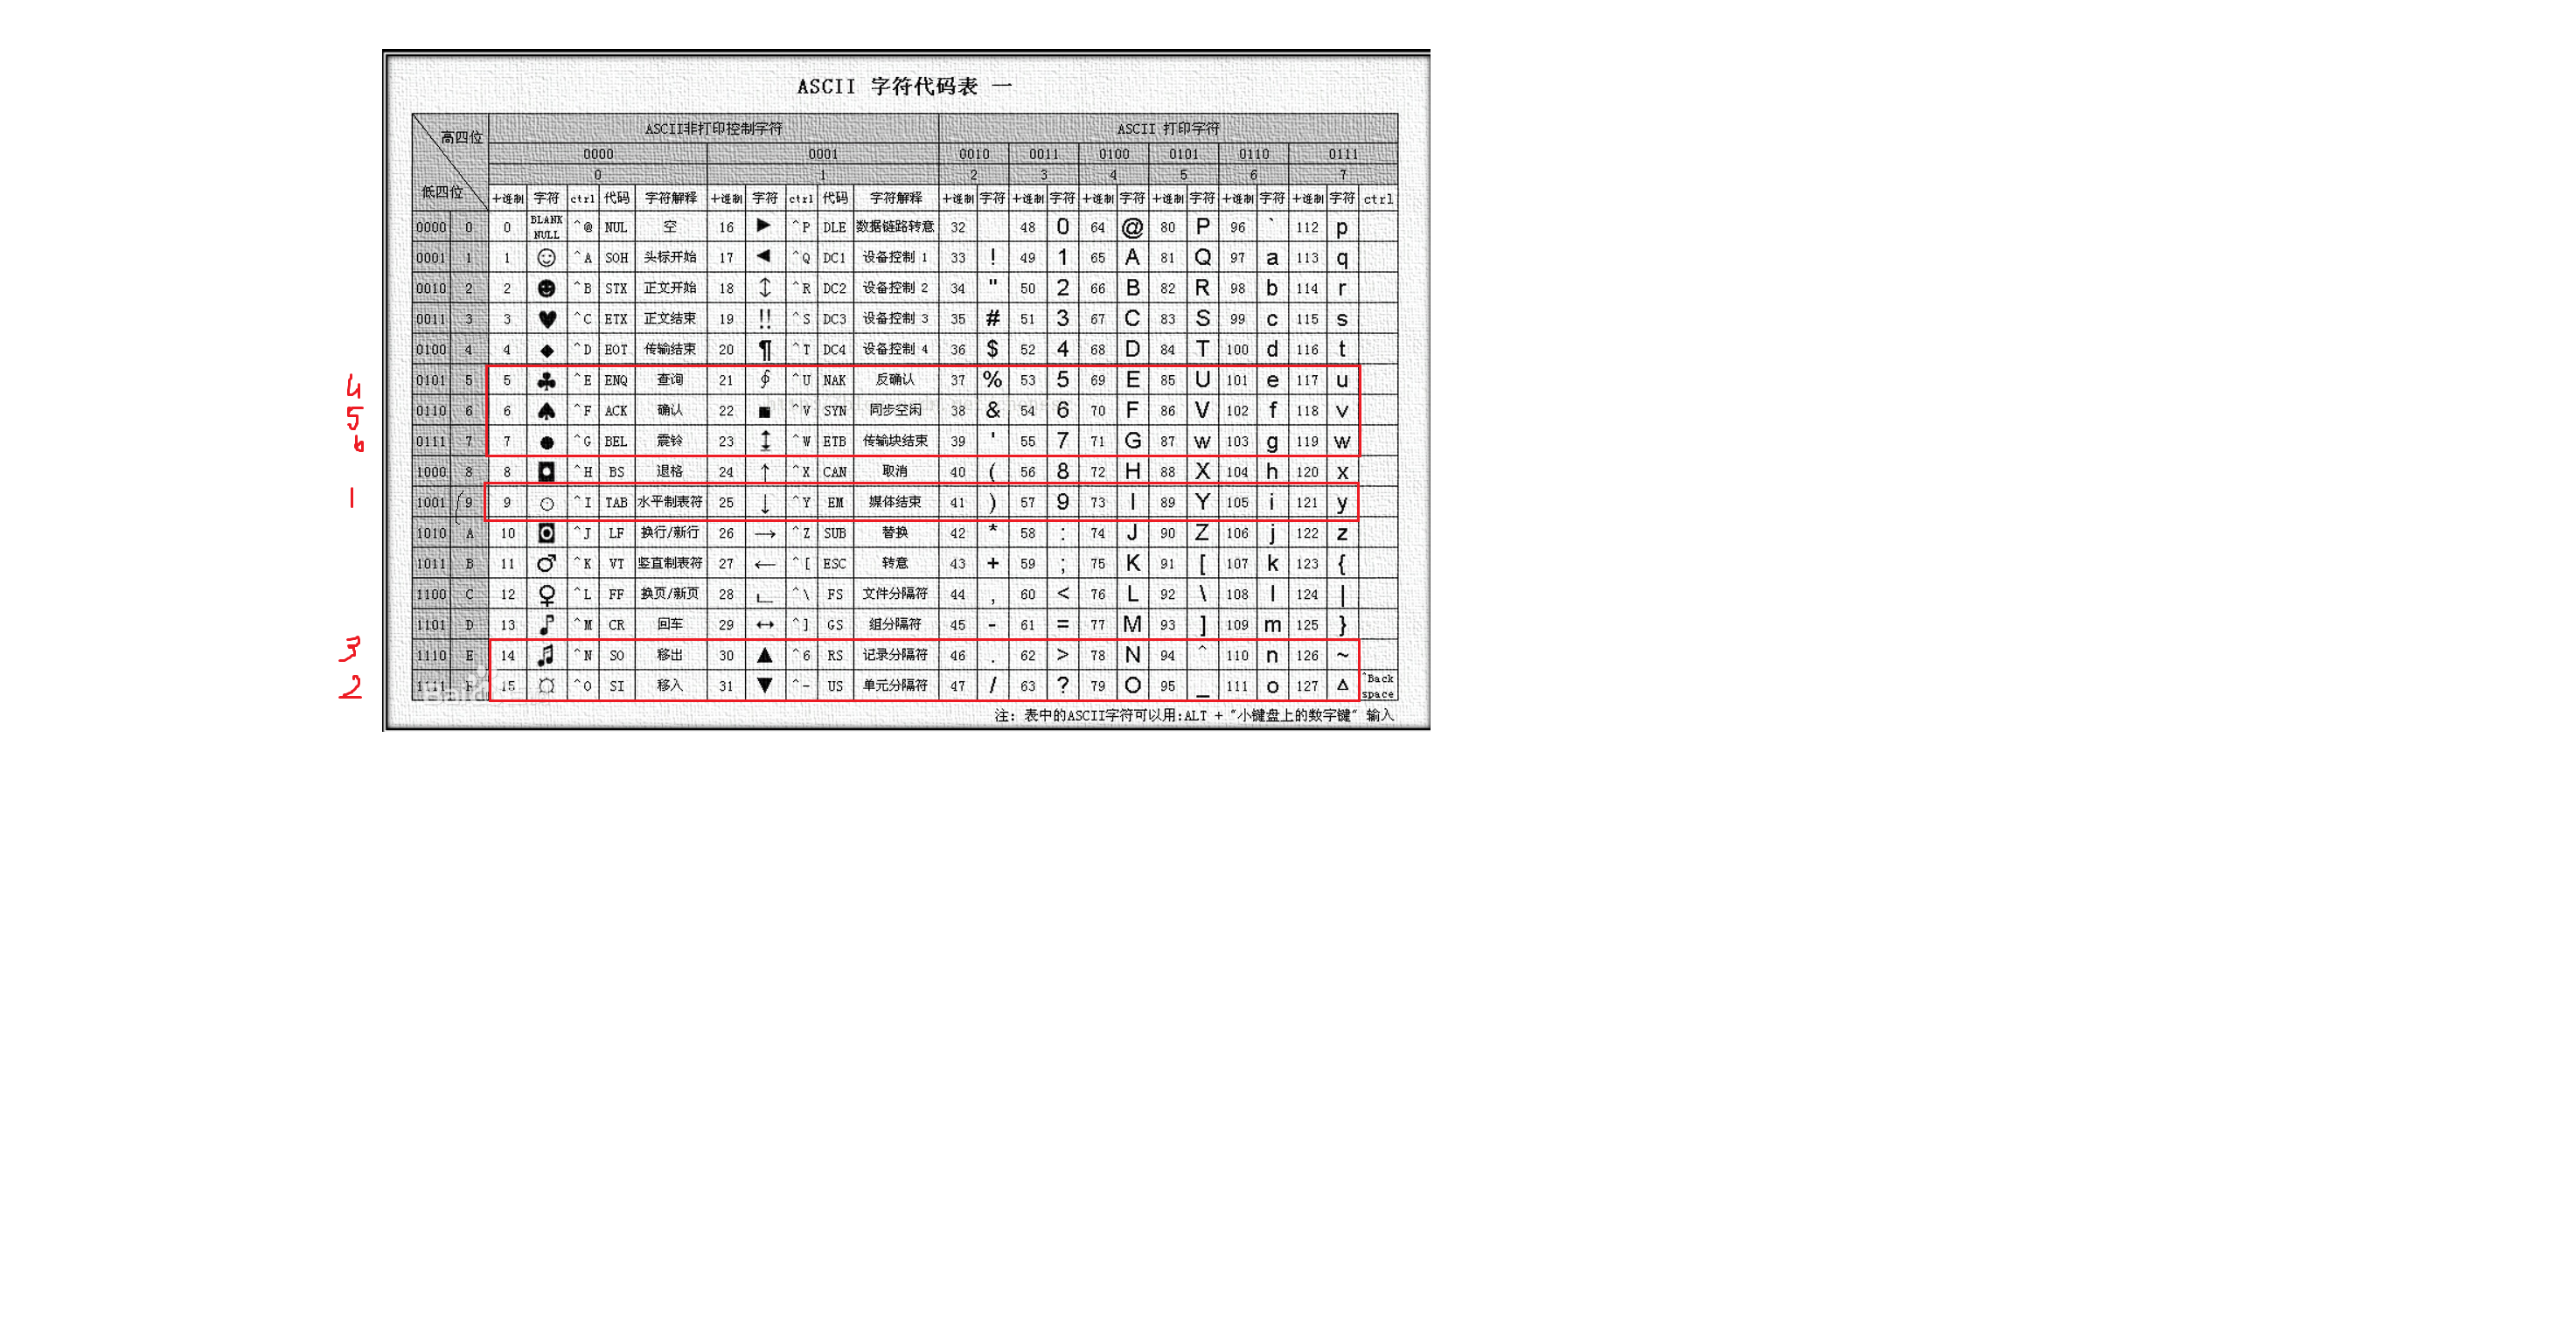 ASCII 字符代码表 一
高四位 ASCII非打印控制字符 ASCII 打印字符
0000 0001 0010 0011 0100 0101 0110 0111
0 1 2 3 4 5 6 7
低四位 十进制 字符 ctrl 代码 字符解释 十进制 字符 ctrl 代码 字符解释 十进制 字符 十进制 字符 十进制 字符 十进制 字符 十进制 字符 十进制 字符 ctrl
0000 0 0 BLANK NULL ^@ NUL 空 16 ► ^P DLE 数据链路转意 32 48 0 64 @ 80 P 96 ` 112 p
0001 1 1 ☺ ^A SOH 头标开始 17 ◄ ^Q DC1 设备控制 1 33 ! 49 1 65 A 81 Q 97 a 113 q
0010 2 2 ☻ ^B STX 正文开始 18 ↕ ^R DC2 设备控制 2 34 " 50 2 66 B 82 R 98 b 114 r
0011 3 3 ♥ ^C ETX 正文结束 19 !! ^S DC3 设备控制 3 35 # 51 3 67 C 83 S 99 c 115 s
0100 4 4 ♦ ^D EOT 传输结束 20 ¶ ^T DC4 设备控制 4 36 $ 52 4 68 D 84 T 100 d 116 t
4 0101 5 5 ♣ ^E ENQ 查询 21 ∮ ^U NAK 反确认 37 % 53 5 69 E 85 U 101 e 117 u
5 0110 6 6 ♠ ^F ACK 确认 22 ■ ^V SYN 同步空闲 38 & 54 6 70 F 86 V 102 f 118 v
6 0111 7 7 ● ^G BEL 震铃 23 ↨ ^W ETB 传输块结束 39 ' 55 7 71 G 87 w 103 g 119 w
1000 8 8 ◘ ^H BS 退格 24 ↑ ^X CAN 取消 40 ( 56 8 72 H 88 X 104 h 120 x
1 1001 9 9 ○ ^I TAB 水平制表符 25 ↓ ^Y EM 媒体结束 41 ) 57 9 73 I 89 Y 105 i 121 y
1010 A 10 ◙ ^J LF 换行/新行 26 → ^Z SUB 替换 42 * 58 : 74 J 90 Z 106 j 122 z
1011 B 11 ♂ ^K VT 竖直制表符 27 ← ^[ ESC 转意 43 + 59 ; 75 K 91 [ 107 k 123 {
1100 C 12 ♀ ^L FF 换页/新页 28 ∟ ^\ FS 文件分隔符 44 , 60 < 76 L 92 \ 108 l 124 |
1101 D 13 ♪ ^M CR 回车 29 ↔ ^] GS 组分隔符 45 - 61 = 77 M 93 ] 109 m 125 }
3 1110 E 14 ♫ ^N SO 移出 30 ▲ ^6 RS 记录分隔符 46 . 62 > 78 N 94 ^ 110 n 126 ~
2 1111 F 15 ☼ ^O SI 移入 31 ▼ ^- US 单元分隔符 47 / 63 ? 79 O 95 _ 111 o 127 Δ ^Back space
注: 表中的ASCII字符可以用:ALT + "小键盘上的数字键" 输入